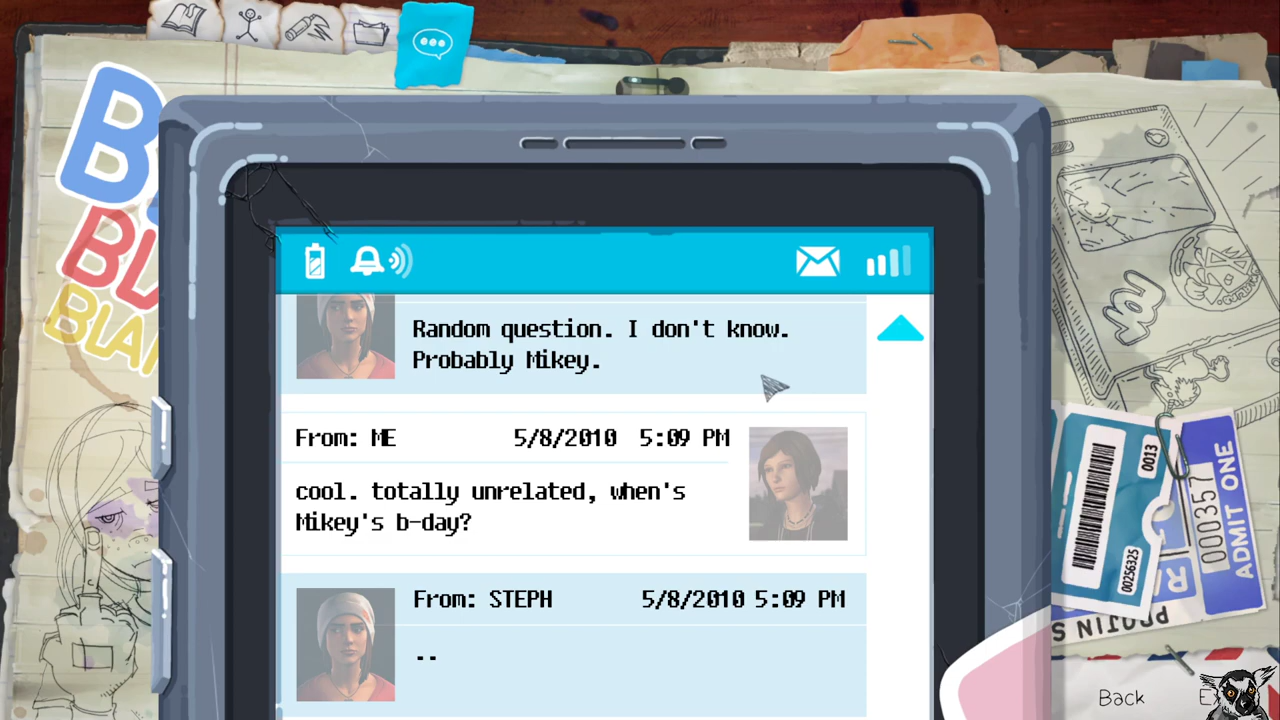 Random question. I don't know.
Probably Mikey.
From: ME 5/8/2010 5:09 PM
cool. totally unrelated, when's
Mikey's b-day?
From: STEPH 5/8/2010 5:09 PM
..
0013
00256325
000357
ADMIT ONE
Back